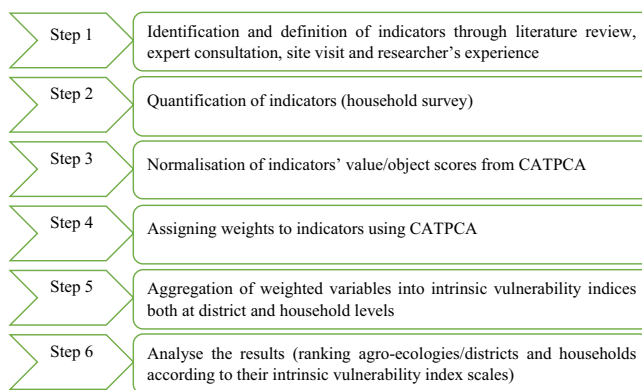 Step 1
Identification and definition of indicators through literature review,
expert consultation, site visit and researcher's experience
Step 2
Quantification of indicators (household survey)
Step 3
Normalisation of indicators' value/object scores from CATPCA
Step 4
Assigning weights to indicators using CATPCA
Step 5
Aggregation of weighted variables into intrinsic vulnerability indices
both at district and household levels
Step 6
Analyse the results (ranking agro-ecologies/districts and households
according to their intrinsic vulnerability index scales)